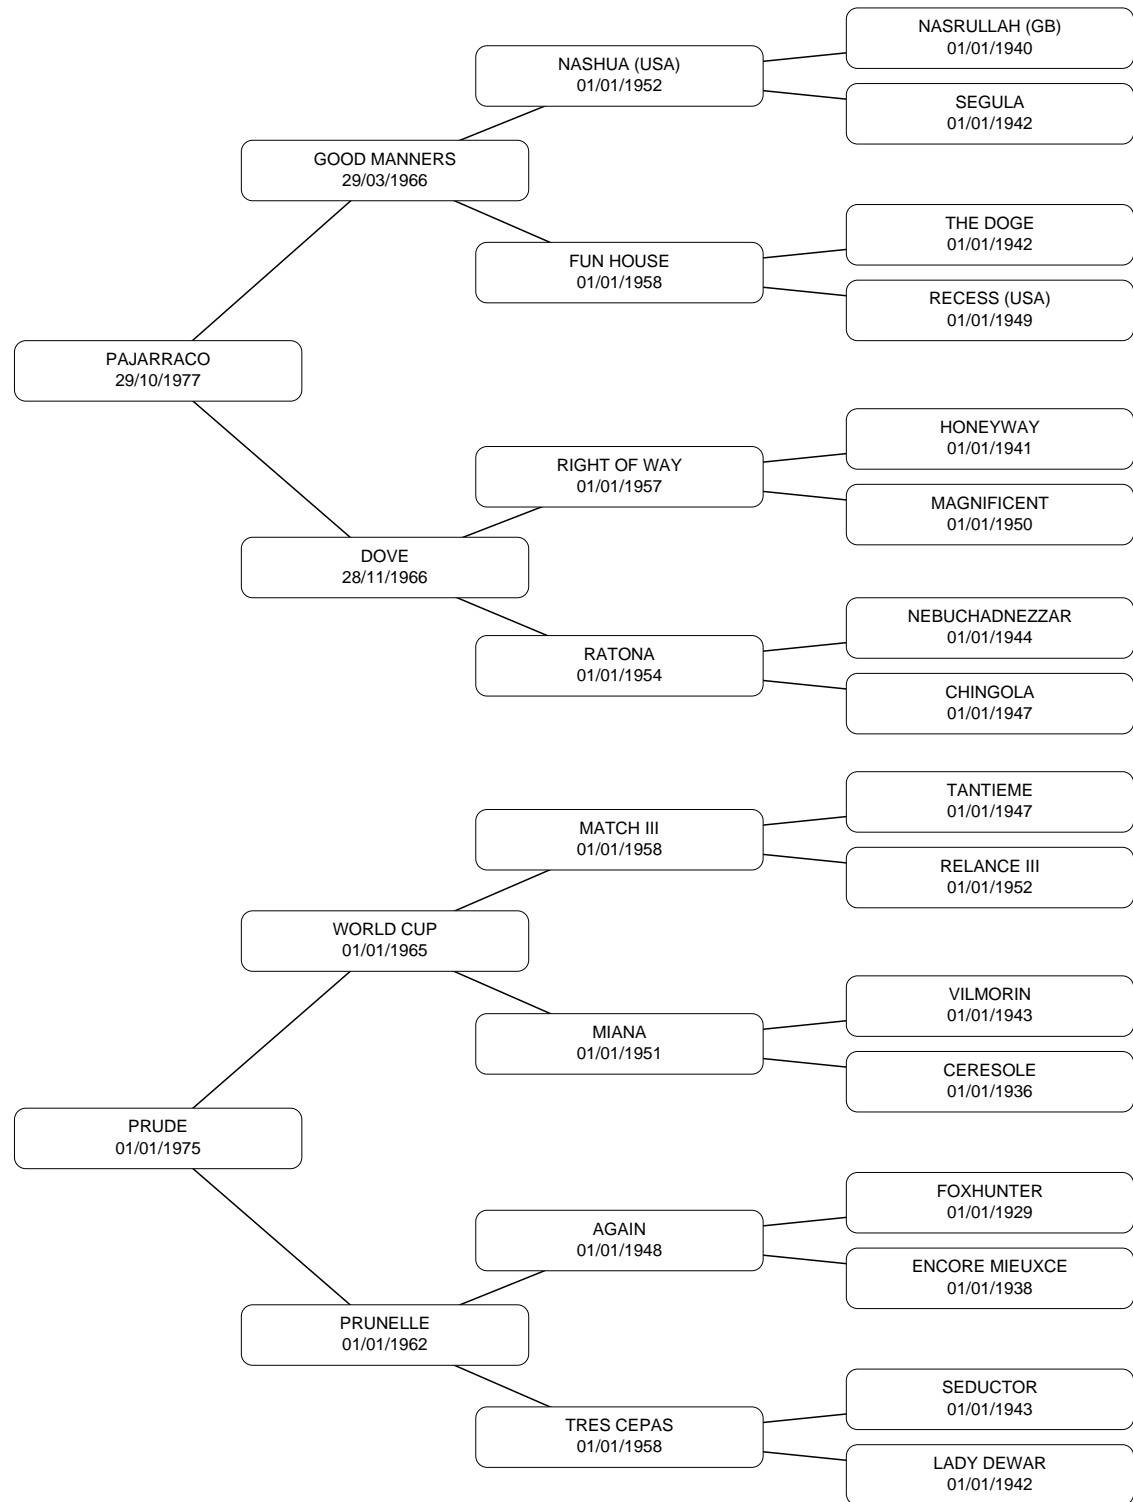 NASRULLAH (GB)
01/01/1940
NASHUA (USA)
01/01/1952
SEGULA
01/01/1942
GOOD MANNERS
29/03/1966
THE DOGE
01/01/1942
FUN HOUSE
01/01/1958
RECESS (USA)
01/01/1949
PAJARRACO
29/10/1977
HONEYWAY
01/01/1941
RIGHT OF WAY
01/01/1957
MAGNIFICENT
01/01/1950
DOVE
28/11/1966
NEBUCHADNEZZAR
01/01/1944
RATONA
01/01/1954
CHINGOLA
01/01/1947
TANTIEME
01/01/1947
MATCH III
01/01/1958
RELANCE III
01/01/1952
WORLD CUP
01/01/1965
VILMORIN
01/01/1943
MIANA
01/01/1951
CERESOLE
01/01/1936
PRUDE
01/01/1975
FOXHUNTER
01/01/1929
AGAIN
01/01/1948
ENCORE MIEUXCE
01/01/1938
PRUNELLE
01/01/1962
SEDUCTOR
01/01/1943
TRES CEPAS
01/01/1958
LADY DEWAR
01/01/1942